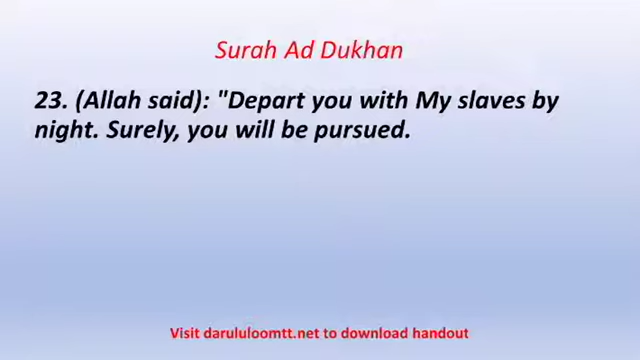 Surah Ad Dukhan
23. (Allah said): "Depart you with My slaves by
night. Surely, you will be pursued.
Visit darululoomtt.net to download handout